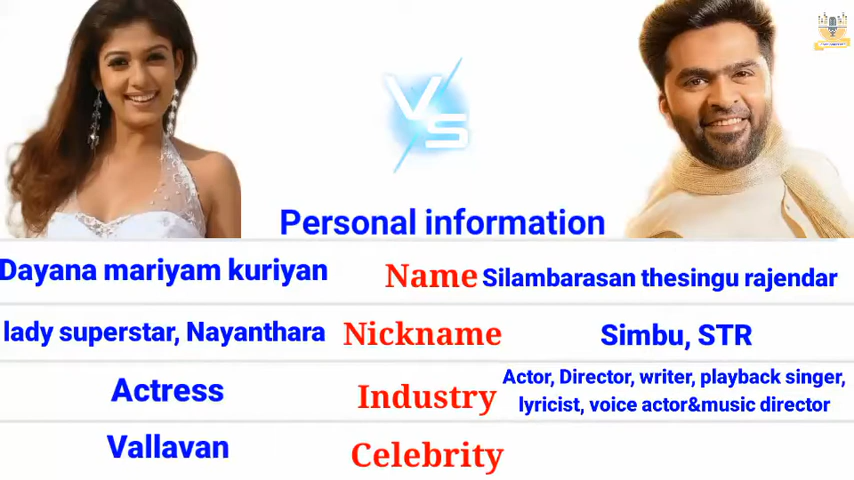 VS
Personal information
Dayana mariyam kuriyan Name Silambarasan thesingu rajendar
lady superstar, Nayanthara Nickname Simbu, STR
Actress Industry Actor, Director, writer, playback singer,
lyricist, voice actor&music director
Vallavan Celebrity